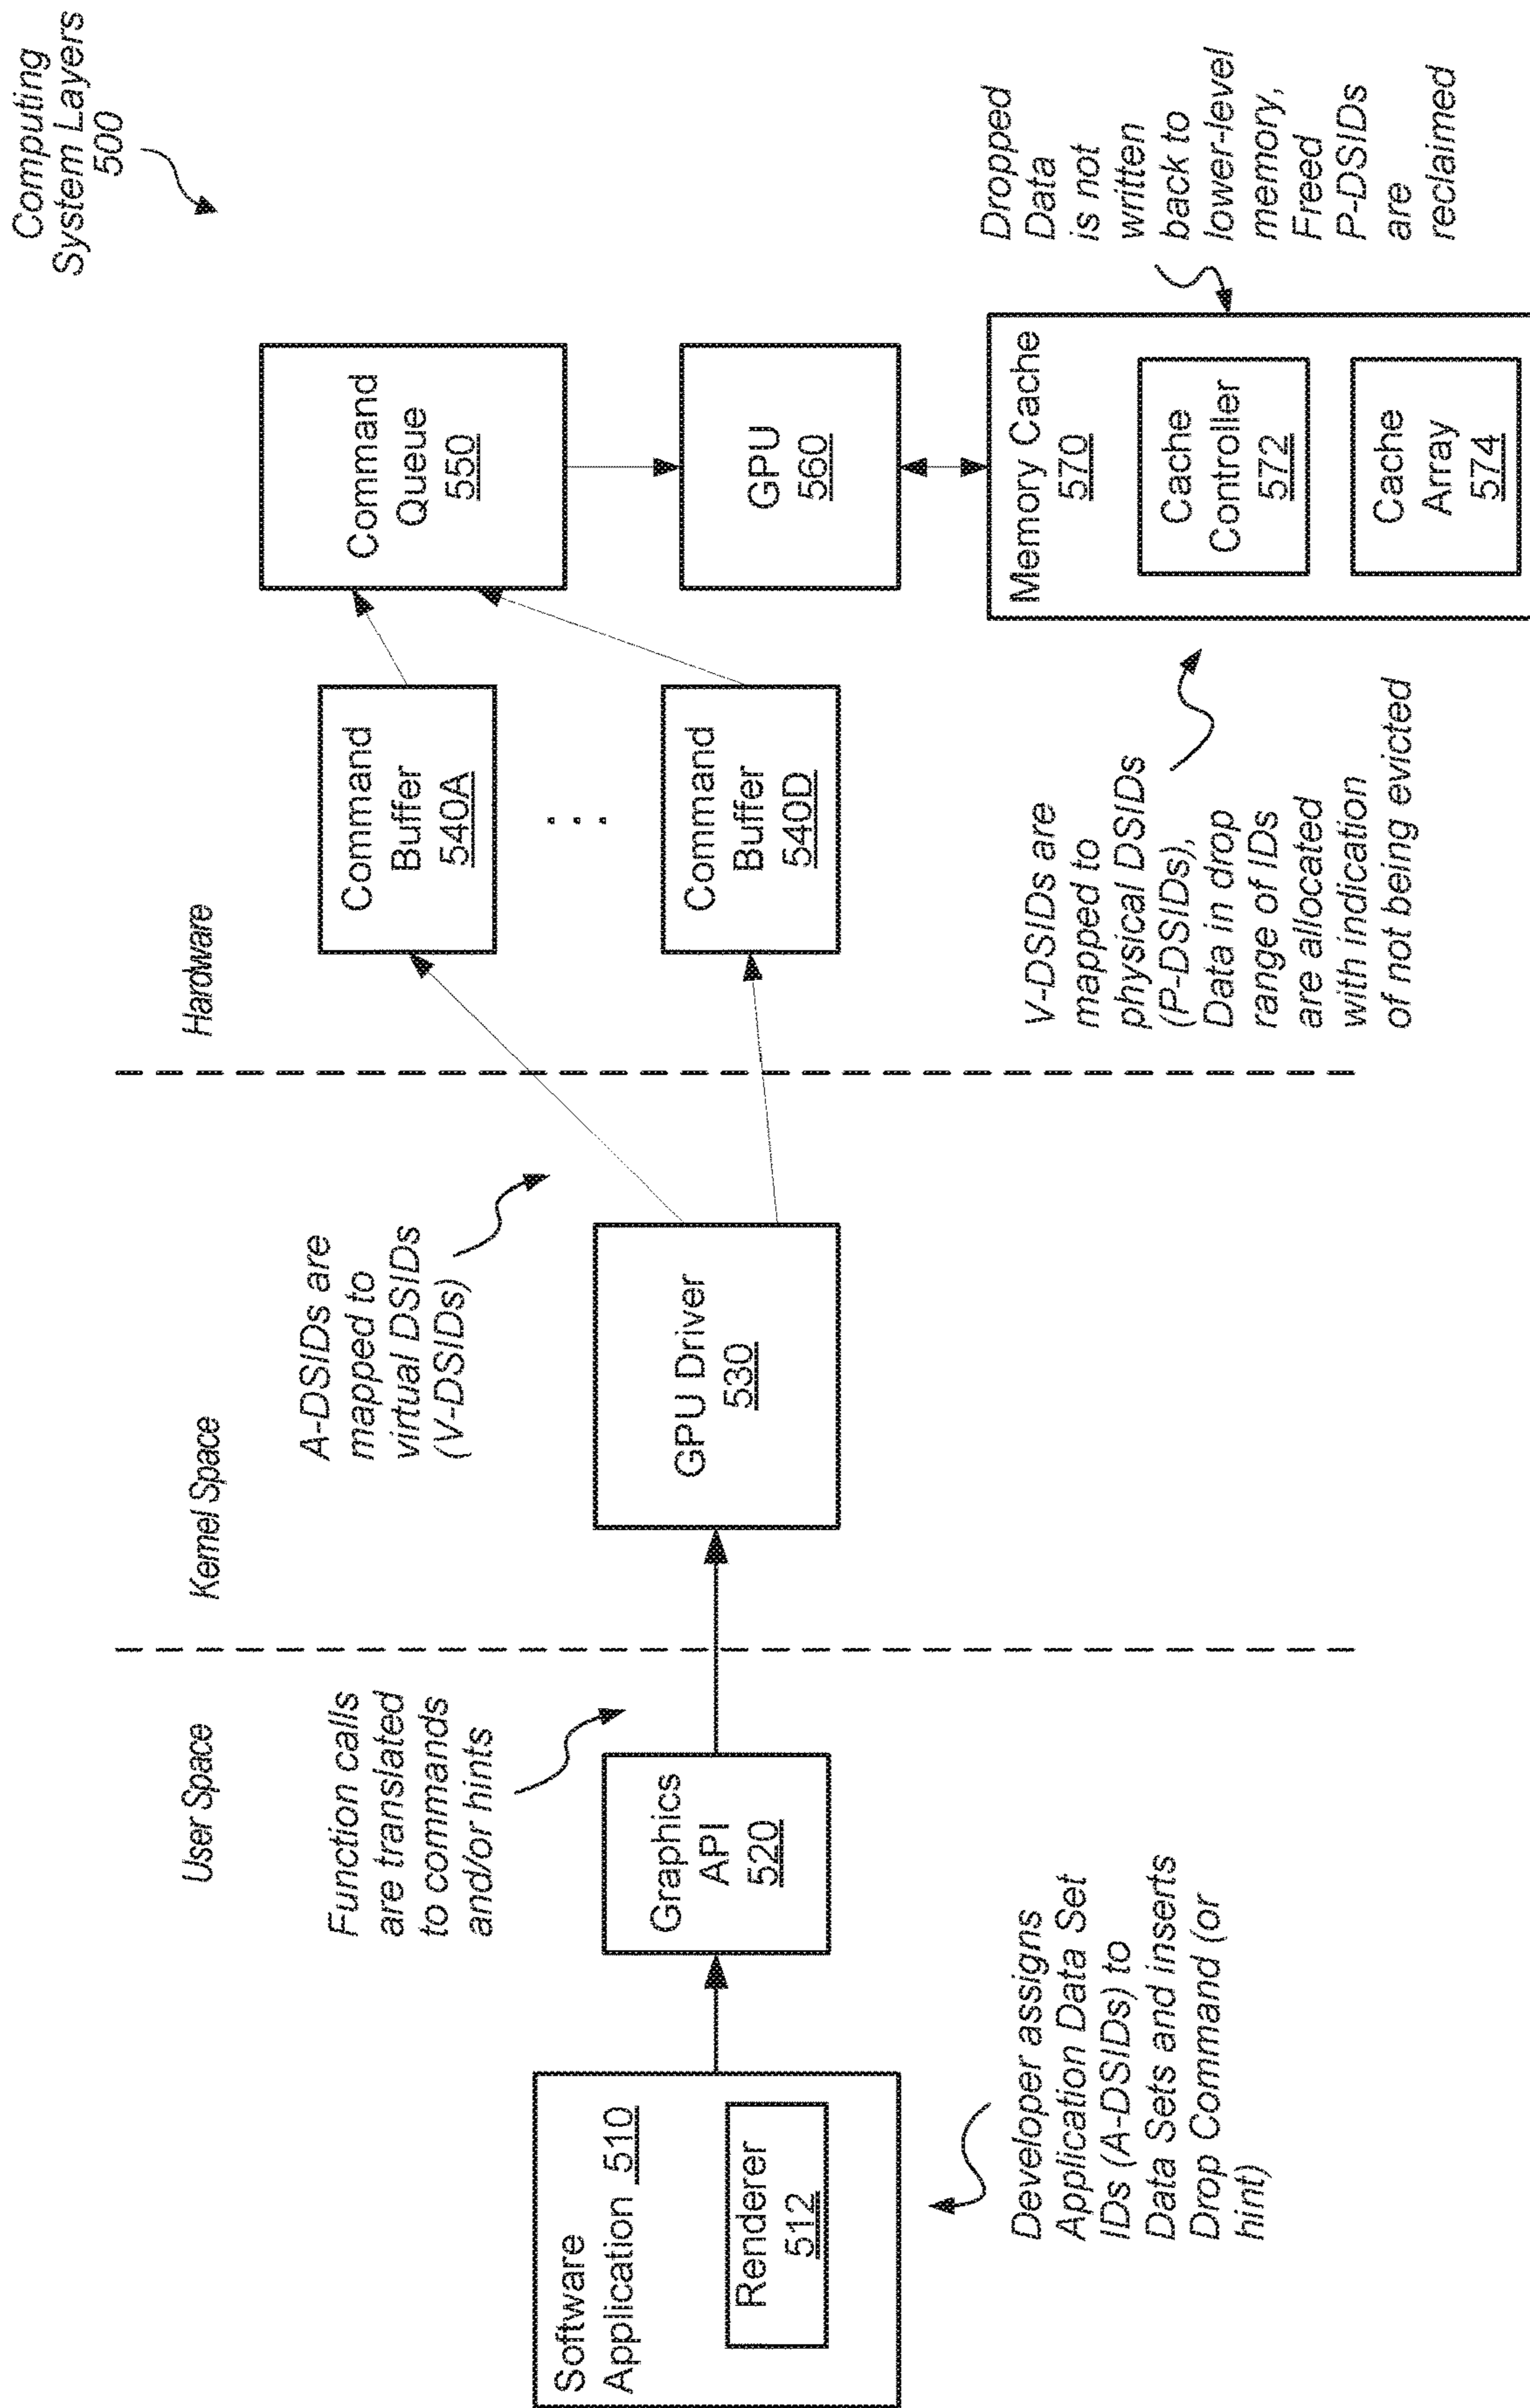 Computing
System Layers
500
User Space
Kernel Space
Hardware
Function calls
are translated
to commands
and/or hints
A-DSIDs are
mapped to
virtual DSIDs
(V-DSIDs)
Software
Application 510
Renderer
512
Graphics
API
520
GPU Driver
530
Command
Buffer
540A
. . .
Command
Buffer
540D
Command
Queue
550
GPU
560
Memory Cache
570
Cache
Controller
572
Cache
Array
574
Developer assigns
Application Data Set
IDs (A-DSIDs) to
Data Sets and inserts
Drop Command (or
hint)
V-DSIDs are
mapped to
physical DSIDs
(P-DSIDs),
Data in drop
range of IDs
are allocated
with indication
of not being evicted
Dropped
Data
is not
written
back to
lower-level
memory,
Freed
P-DSIDs
are
reclaimed